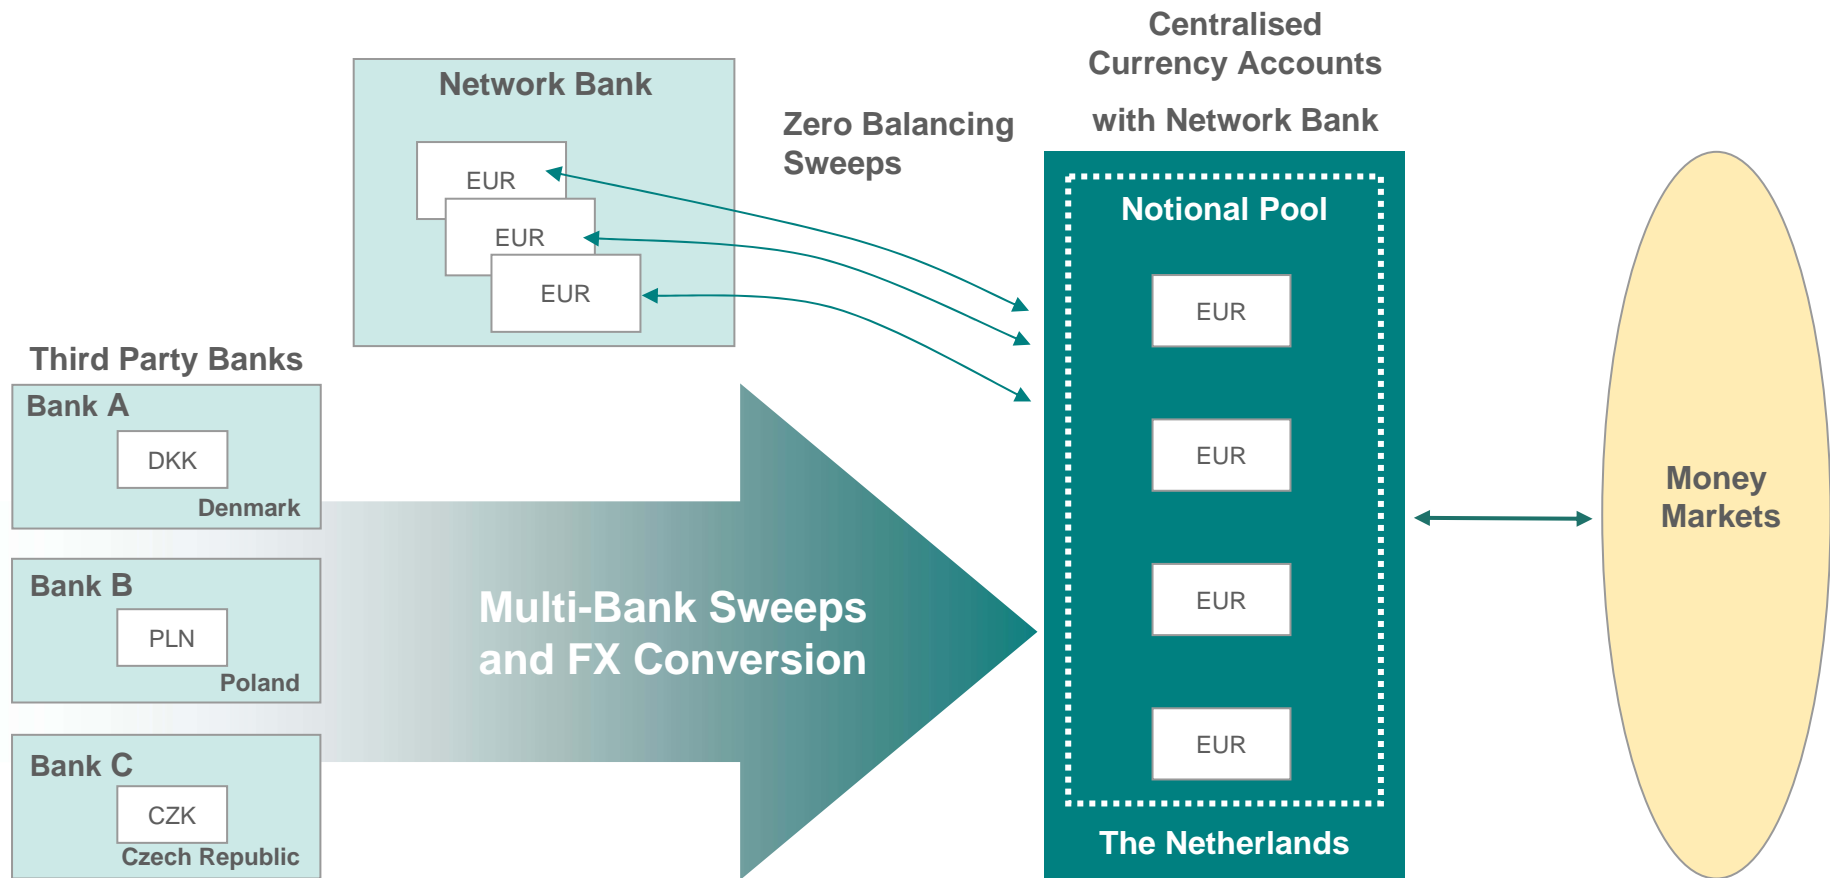 Centralised
Currency Accounts
with Network Bank
Network Bank
EUR
EUR
EUR
Zero Balancing
Sweeps
Third Party Banks
Bank A
DKK
Denmark
Bank B
PLN
Poland
Bank C
CZK
Czech Republic
Multi-Bank Sweeps
and FX Conversion
Notional Pool
EUR
EUR
EUR
EUR
The Netherlands
Money
Markets